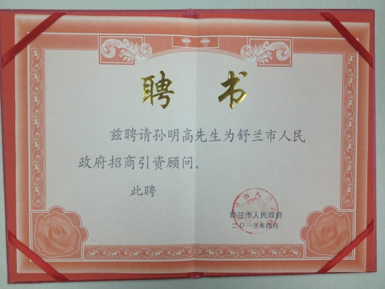 聘书
兹聘请孙明高先生为舒兰市人民
政府招商引资顾问。
此聘
舒兰市人民政府